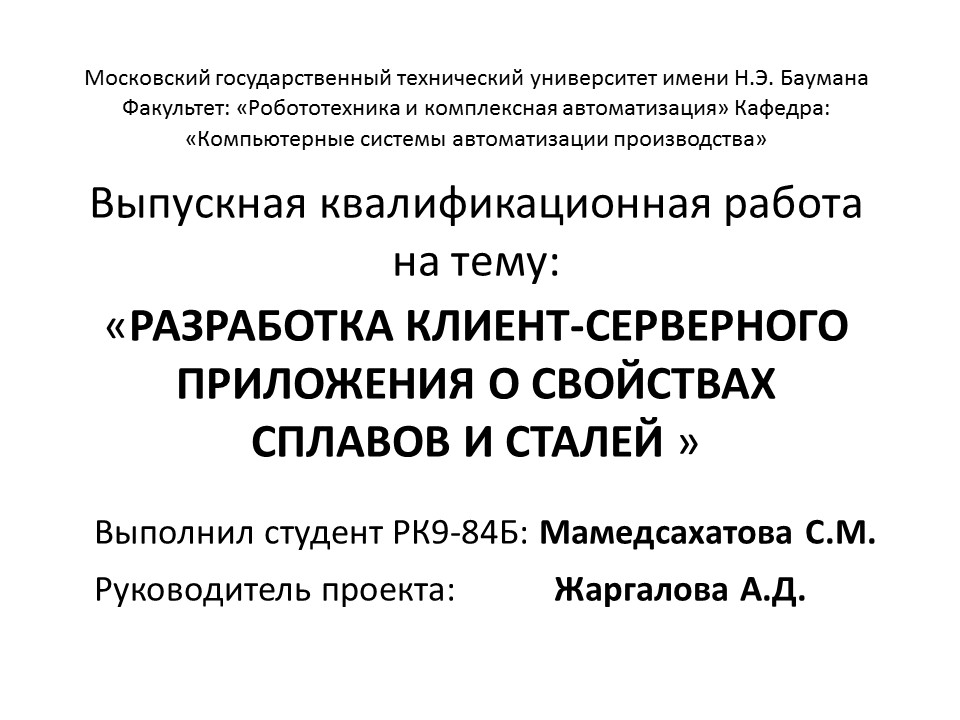 Московский государственный технический университет имени Н.Э. Баумана
Факультет: «Робототехника и комплексная автоматизация» Кафедра:
«Компьютерные системы автоматизации производства»
Выпускная квалификационная работа
на тему:
«РАЗРАБОТКА КЛИЕНТ-СЕРВЕРНОГО
ПРИЛОЖЕНИЯ О СВОЙСТВАХ
СПЛАВОВ И СТАЛЕЙ »
Выполнил студент РК9-84Б: Мамедсахатова С.М.
Руководитель проекта: Жаргалова А.Д.